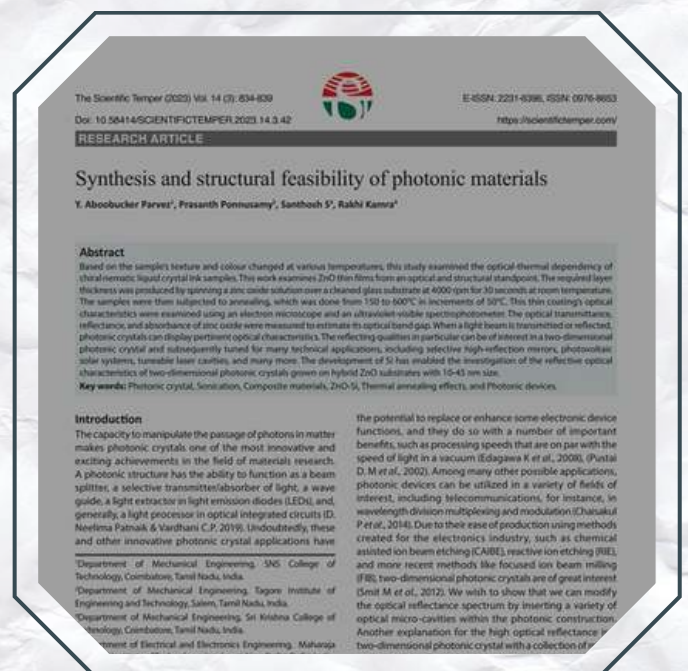 The Scientific Temper (2023) Vol. 14 (3): 834-839
E-ISSN: 2231-6396, ISSN: 0976-8653
Doi: 10.58414/SCIENTIFICTEMPER.2023.14.3.42
https://scientifictemper.com/
RESEARCH ARTICLE
Synthesis and structural feasibility of photonic materials
Y. Aboobucker Parvez¹, Prasanth Ponnusamy², Santhosh S³, Rakhi Kamra⁴
Abstract
Based on the sample's texture and colour changed at various temperatures, this study examined the optical-thermal dependency of
chiral-nematic liquid crystal ink samples. This work examines ZnO thin films from an optical and structural standpoint. The required layer
thickness was produced by spinning a zinc oxide solution over a cleaned glass substrate at 4000 rpm for 30 seconds at room temperature.
The samples were then subjected to annealing, which was done from 150 to 600°C in increments of 50°C. This thin coating's optical
characteristics were examined using an electron microscope and an ultraviolet-visible spectrophotometer. The optical transmittance,
reflectance, and absorbance of zinc oxide were measured to estimate its optical band gap. When a light beam is transmitted or reflected,
photonic crystals can display pertinent optical characteristics. The reflecting qualities in particular can be of interest in a two-dimensional
photonic crystal and subsequently tuned for many technical applications, including selective high-reflection mirrors, photovoltaic
solar systems, tuneable laser cavities, and many more. The development of Si has enabled the investigation of the reflective optical
characteristics of two-dimensional photonic crystals grown on hybrid ZnO substrates with 10-45 nm size.
Key words: Photonic crystal, Sonication, Composite materials, ZnO-Si, Thermal annealing effects, and Photonic devices.
Introduction
The capacity to manipulate the passage of photons in matter
makes photonic crystals one of the most innovative and
exciting achievements in the field of materials research.
A photonic structure has the ability to function as a beam
splitter, a selective transmitter/absorber of light, a wave
guide, a light extractor in light emission diodes (LEDs), and,
generally, a light processor in optical integrated circuits (D.
Neelima Patnaik & Vardhani C.P, 2019). Undoubtedly, these
and other innovative photonic crystal applications have
¹Department of Mechanical Engineering, SNS College of
Technology, Coimbatore, Tamil Nadu, India.
²Department of Mechanical Engineering, Tagore Institute of
Engineering and Technology, Salem, Tamil Nadu, India.
³Department of Mechanical Engineering, Sri Krishna College of
Technology, Coimbatore, Tamil Nadu, India.
of Electrical and Electronics Engineering, Maharaja
the potential to replace or enhance some electronic device
functions, and they do so with a number of important
benefits, such as processing speeds that are on par with the
speed of light in a vacuum (Edagawa K et al., 2008), (Pustai
D. M et al., 2002). Among many other possible applications,
photonic devices can be utilized in a variety of fields of
interest, including telecommunications, for instance, in
wavelength division multiplexing and modulation (Chaisakul
P et al., 2014). Due to their ease of production using methods
created for the electronics industry, such as chemical
assisted ion beam etching (CAIBE), reactive ion etching (RIE),
and more recent methods like focused ion beam milling
(FIB), two-dimensional photonic crystals are of great interest
(Smit M et al., 2012). We wish to show that we can modify
the optical reflectance spectrum by inserting a variety of
optical micro-cavities within the photonic construction.
Another explanation for the high optical reflectance
two-dimensional photonic crystal with a collection of